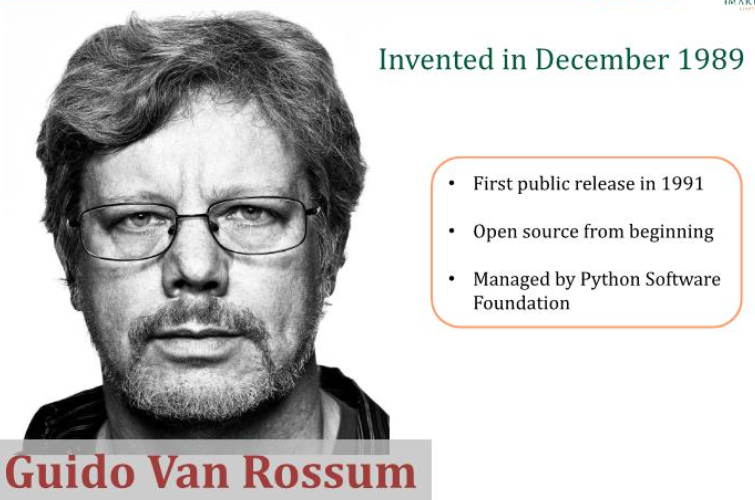 Invented in December 1989
• First public release in 1991
• Open source from beginning
• Managed by Python Software
Foundation
Guido Van Rossum